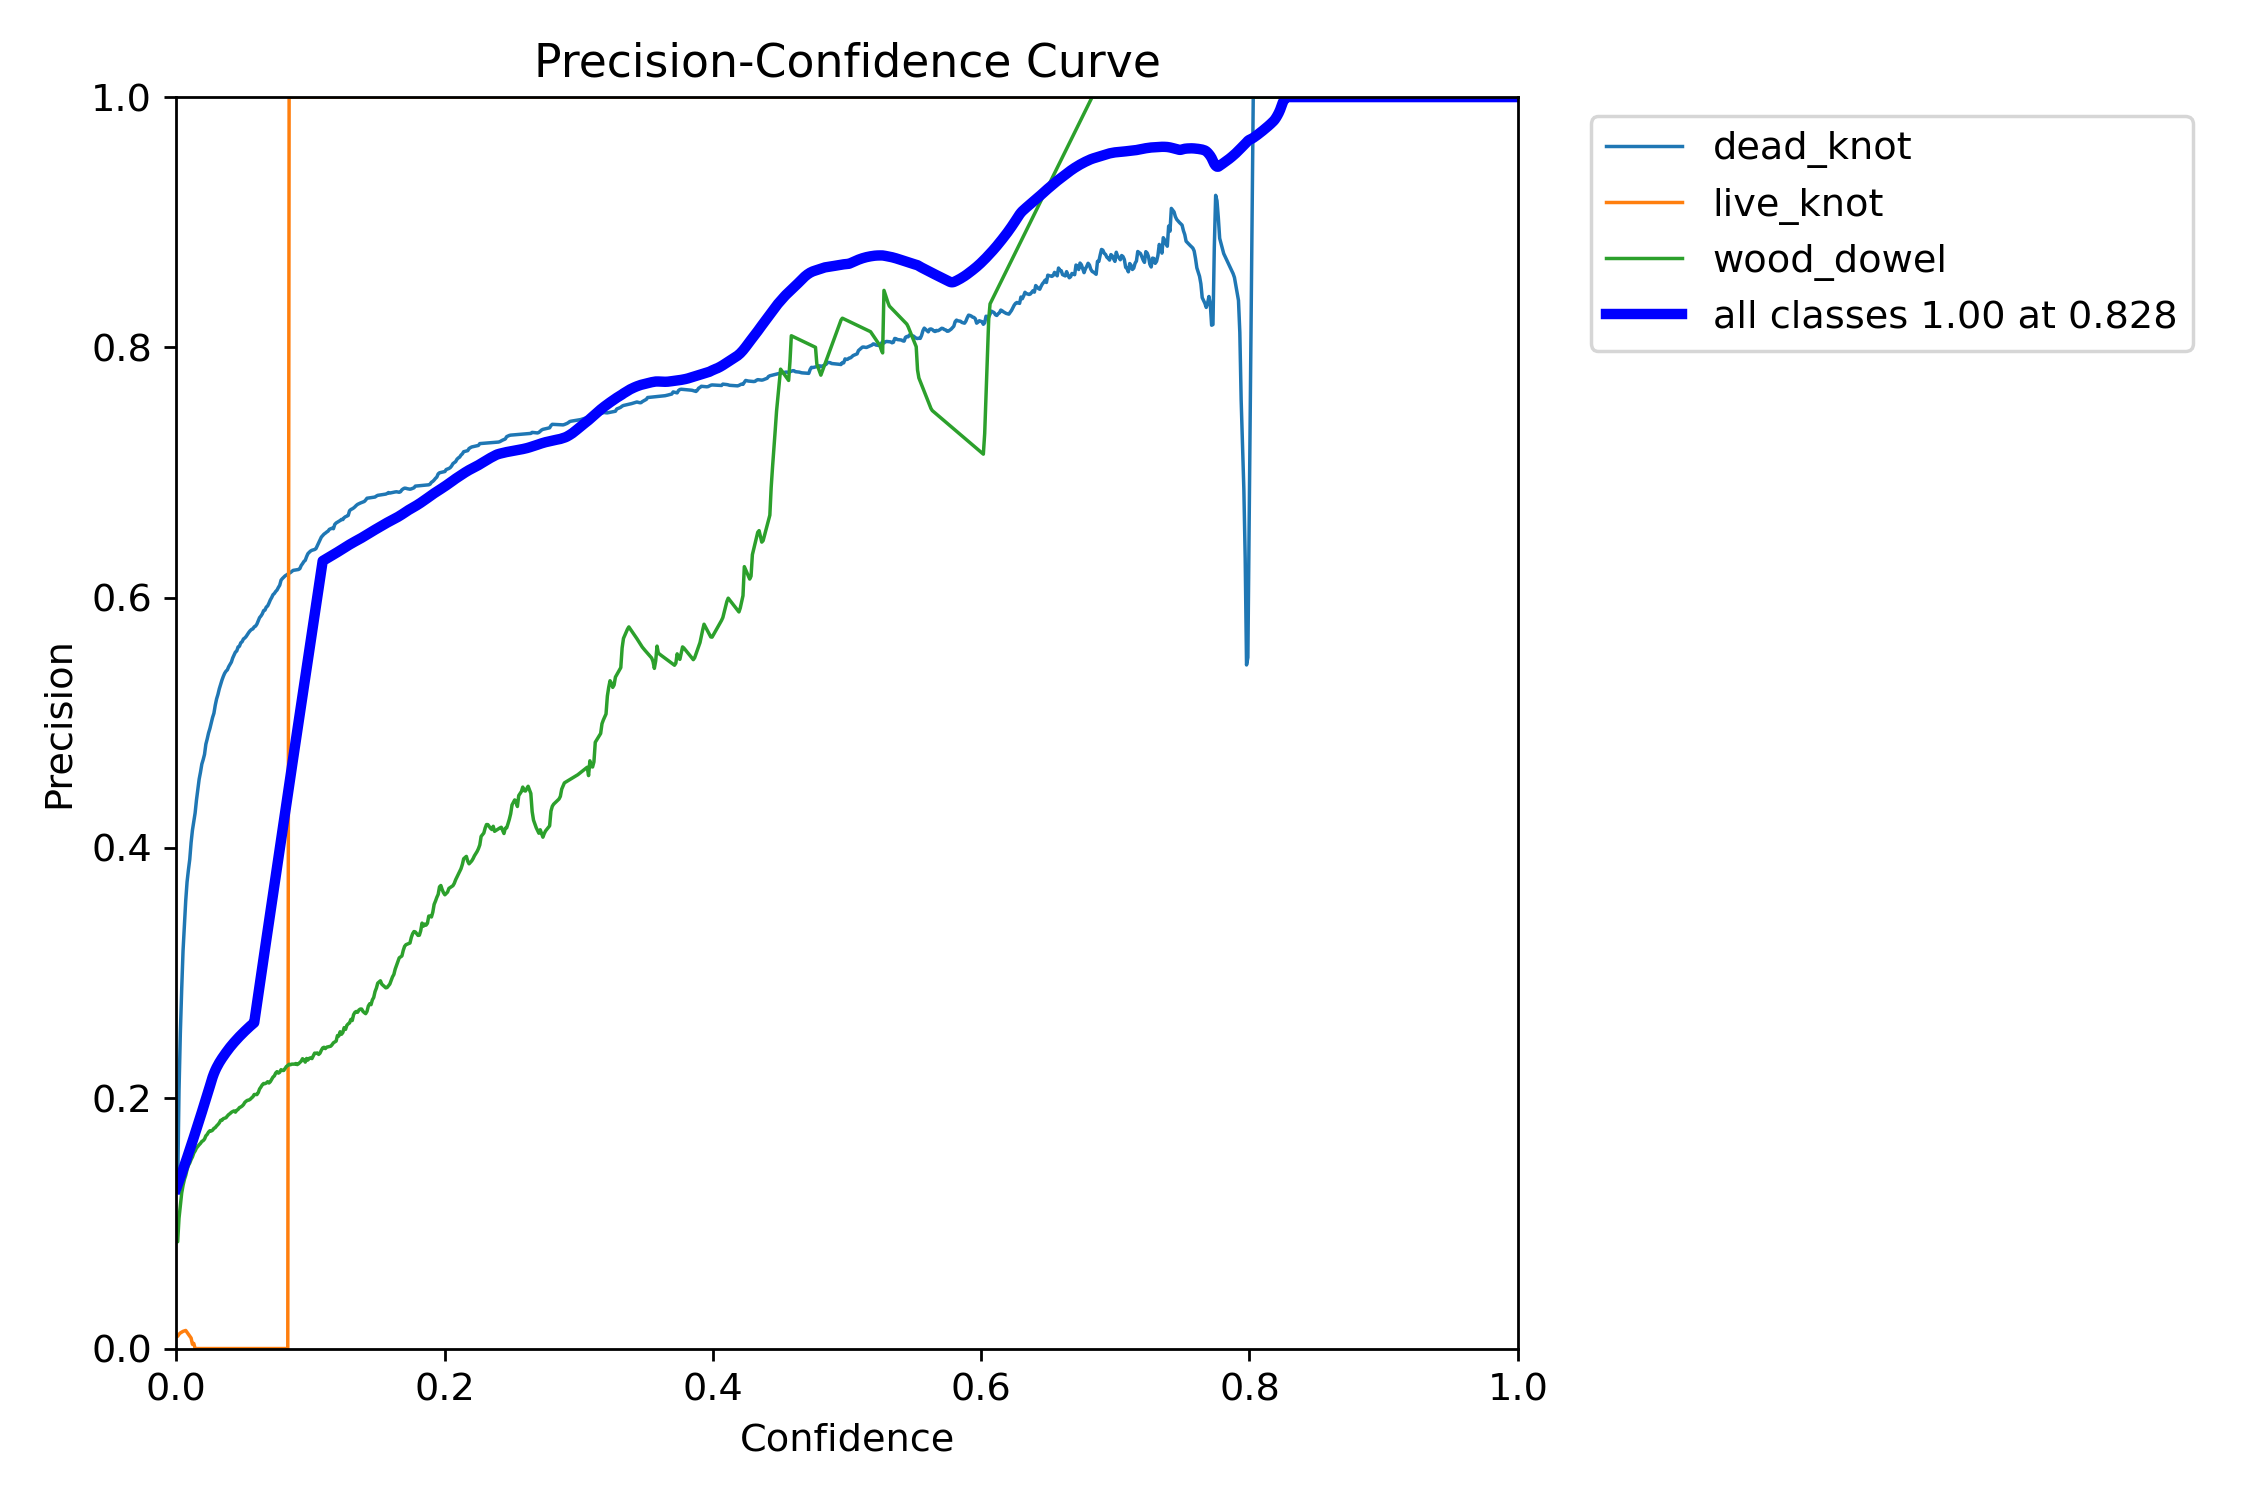 Precision-Confidence Curve
1.0
0.8
0.6
0.4
0.2
0.0
Precision
0.0 0.2 0.4 0.6 0.8 1.0
Confidence
dead_knot
live_knot
wood_dowel
all classes 1.00 at 0.828